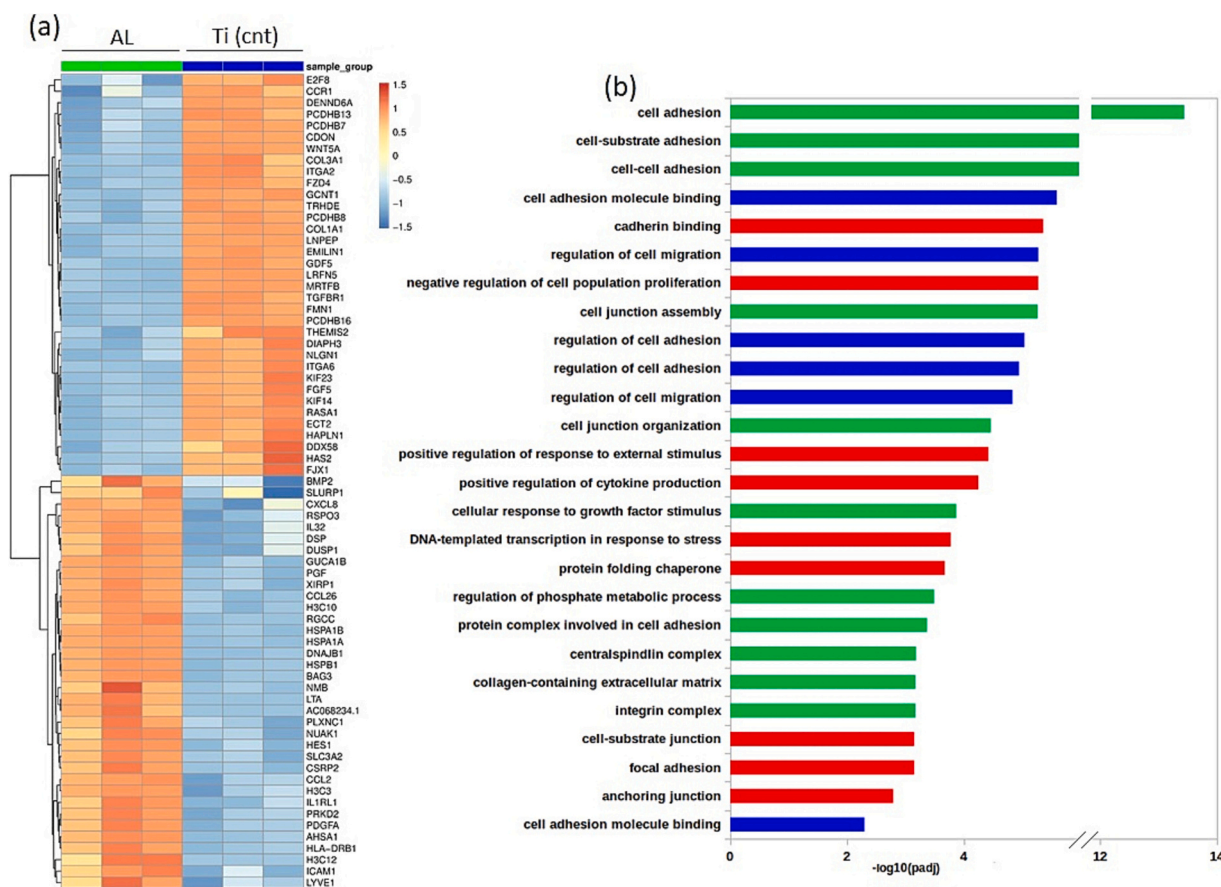 (a)
AL
Ti (cnt)
sample_group
E2F8
CCR1
DENND6A
PCDHB13
PCDHB7
CDON
WNT5A
COL3A1
ITGA2
FZD4
GCNT1
TRHDE
PCDHB8
COL1A1
LNPEP
EMILIN1
GDF5
LRFN5
MRTFB
TGFBR1
FMN1
PCDHB16
THEMIS2
DIAPH3
NLGN1
ITGA6
KIF23
FGF5
KIF14
RASA1
ECT2
HAPLN1
DDX58
HAS2
FJX1
BMP2
SLURP1
CXCL8
RSPO3
IL32
DSP
DUSP1
GUCA1B
PGF
XIRP1
CCL26
H3C10
RGCC
HSPA1B
HSPA1A
DNAJB1
HSPB1
BAG3
NMB
LTA
AC068234.1
PLXNC1
NUAK1
HES1
SLC3A2
CSRP2
CCL2
H3C3
IL1RL1
PRKD2
PDGFA
AHSA1
HLA-DRB1
H3C12
ICAM1
LYVE1
1.5
1
0.5
0
−0.5
−1
−1.5
(b)
cell adhesion
cell-substrate adhesion
cell-cell adhesion
cell adhesion molecule binding
cadherin binding
regulation of cell migration
negative regulation of cell population proliferation
cell junction assembly
regulation of cell adhesion
regulation of cell adhesion
regulation of cell migration
cell junction organization
positive regulation of response to external stimulus
positive regulation of cytokine production
cellular response to growth factor stimulus
DNA-templated transcription in response to stress
protein folding chaperone
regulation of phosphate metabolic process
protein complex involved in cell adhesion
centralspindlin complex
collagen-containing extracellular matrix
integrin complex
cell-substrate junction
focal adhesion
anchoring junction
cell adhesion molecule binding
0 2 4 // 12 14
-log10(padj)